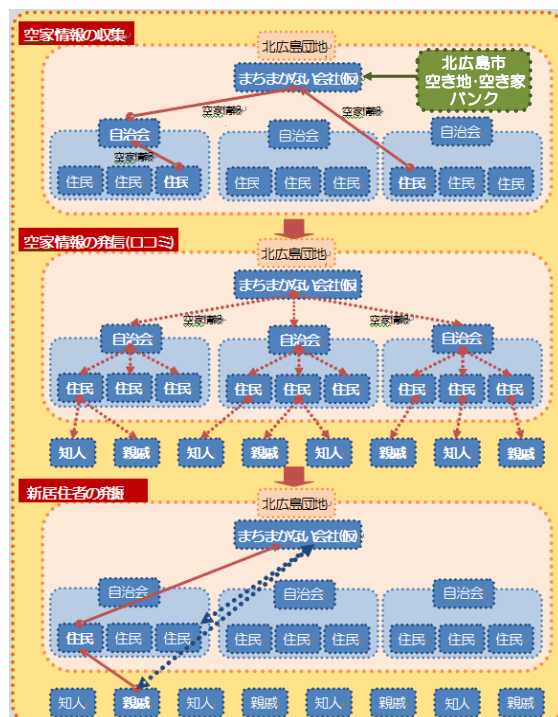 空家情報の収集
北広島団地
まちまかない会社(仮)
北広島市
空き地・空き家
バンク
空家情報
空家情報
自治会
自治会
自治会
空家情報
住民 住民 住民
住民 住民 住民
住民 住民 住民
空家情報の発信(口コミ)
北広島団地
まちまかない会社(仮)
空家情報
空家情報
自治会
自治会
自治会
住民 住民 住民
住民 住民 住民
住民 住民 住民
知人 親戚 知人 親戚 知人 親戚 知人 親戚
新居住者の発掘
北広島団地
まちまかない会社(仮)
自治会
自治会
自治会
住民 住民 住民
住民 住民 住民
住民 住民 住民
知人 親戚 知人 親戚 知人 親戚 知人 親戚